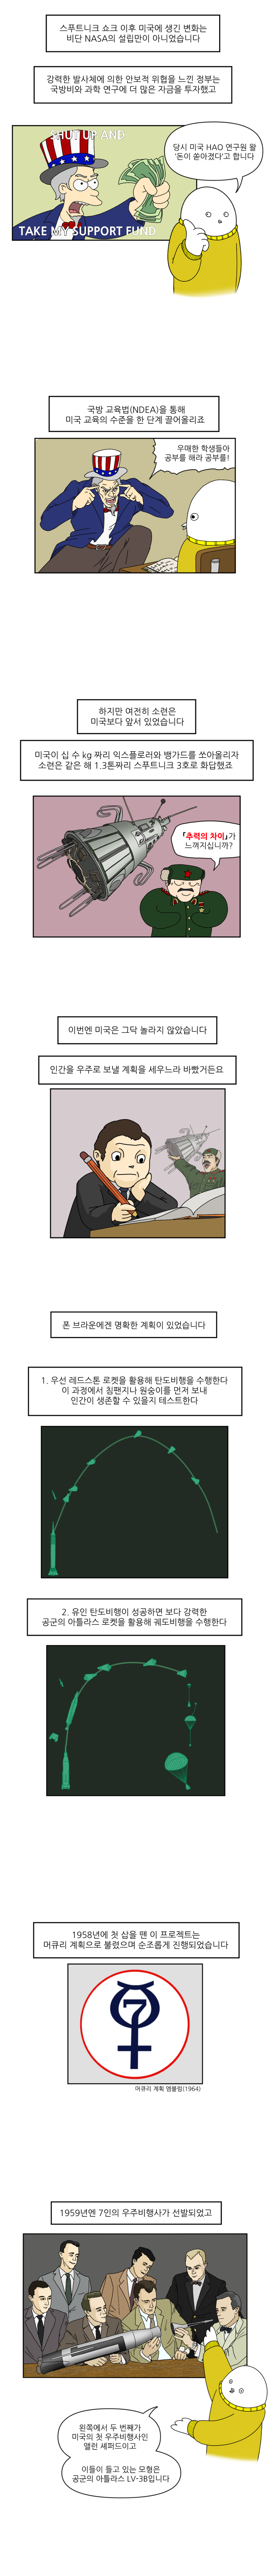 스푸트니크 쇼크 이후 미국에 생긴 변화는
비단 NASA의 설립만이 아니었습니다
강력한 발사체에 의한 안보적 위협을 느낀 정부는
국방비와 과학 연구에 더 많은 자금을 투자했고
SHUT UP AND
TAKE MY SUPPORT FUND
당시 미국 HAO 연구원 왈
'돈이 쏟아졌다'고 합니다
국방 교육법(NDEA)을 통해
미국 교육의 수준을 한 단계 끌어올리죠
우매한 학생들아
공부를 해라 공부를!
하지만 여전히 소련은
미국보다 앞서 있었습니다
미국이 십 수 kg 짜리 익스플로러와 뱅가드를 쏘아올리자
소련은 같은 해 1.3톤짜리 스푸트니크 3호로 화답했죠
「추력의 차이」가
느껴지십니까?
이번엔 미국은 그닥 놀라지 않았습니다
인간을 우주로 보낼 계획을 세우느라 바빴거든요
폰 브라운에겐 명확한 계획이 있었습니다
1. 우선 레드스톤 로켓을 활용해 탄도비행을 수행한다
이 과정에서 침팬지나 원숭이를 먼저 보내
인간이 생존할 수 있을지 테스트한다
2. 유인 탄도비행이 성공하면 보다 강력한
공군의 아틀라스 로켓을 활용해 궤도비행을 수행한다
1958년에 첫 삽을 뗀 이 프로젝트는
머큐리 계획으로 불렸으며 순조롭게 진행되었습니다
7
머큐리 계획 엠블럼(1964)
1959년엔 7인의 우주비행사가 선발되었고
왼쪽에서 두 번째가
미국의 첫 우주비행사인
앨런 셰퍼드이고
이들이 들고 있는 모형은
공군의 아틀라스 LV-3B입니다